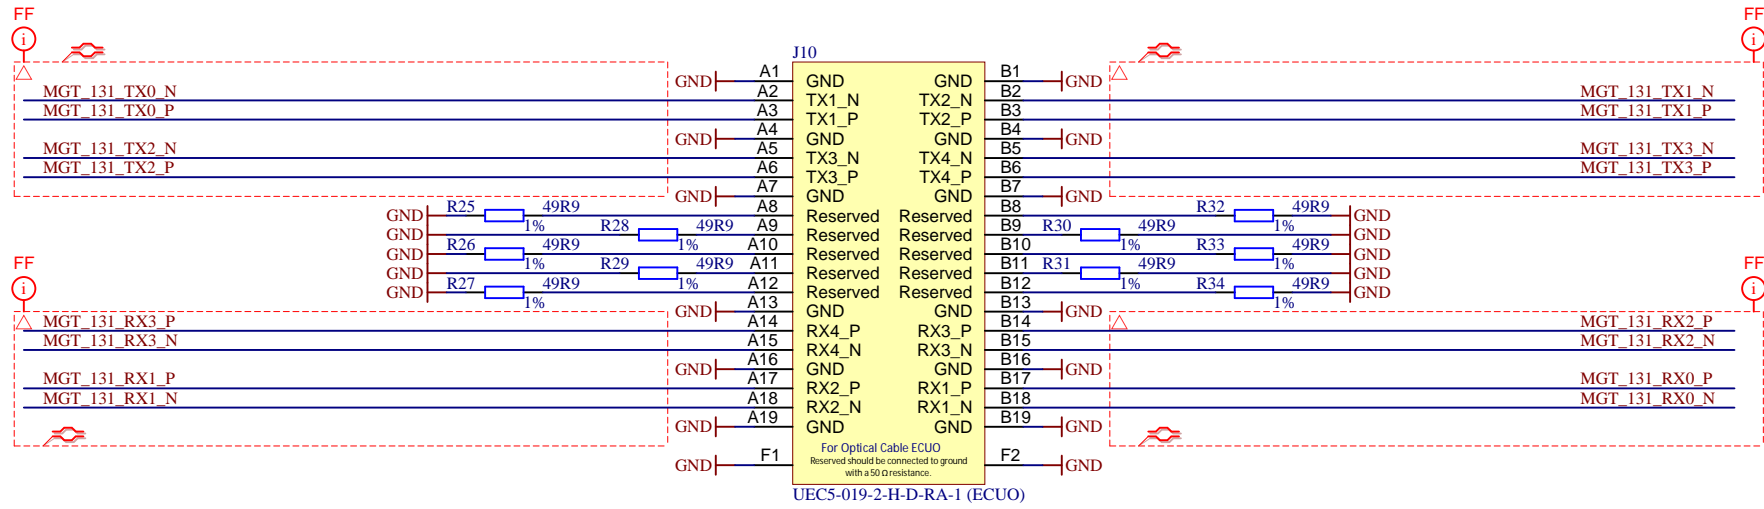 FF
i
FF
i
J10
GND A1 GND GND B1 GND
MGT_131_TX0_N A2 TX1_N TX2_N B2 MGT_131_TX1_N
MGT_131_TX0_P A3 TX1_P TX2_P B3 MGT_131_TX1_P
GND A4 GND GND B4 GND
MGT_131_TX2_N A5 TX3_N TX4_N B5 MGT_131_TX3_N
MGT_131_TX2_P A6 TX3_P TX4_P B6 MGT_131_TX3_P
GND A7 GND GND B7 GND
GND R25 49R9 1% A8 Reserved Reserved B8 R32 49R9 1% GND
GND R28 49R9 1% A9 Reserved Reserved B9 R30 49R9 1% GND
GND R26 49R9 1% A10 Reserved Reserved B10 R33 49R9 1% GND
GND R29 49R9 1% A11 Reserved Reserved B11 R31 49R9 1% GND
GND R27 49R9 1% A12 Reserved Reserved B12 R34 49R9 1% GND
FF
i
FF
i
GND A13 GND GND B13 GND
MGT_131_RX3_P A14 RX4_P RX3_P B14 MGT_131_RX2_P
MGT_131_RX3_N A15 RX4_N RX3_N B15 MGT_131_RX2_N
GND A16 GND GND B16 GND
MGT_131_RX1_P A17 RX2_P RX1_P B17 MGT_131_RX0_P
MGT_131_RX1_N A18 RX2_N RX1_N B18 MGT_131_RX0_N
GND A19 GND GND B19 GND
For Optical Cable ECUO
Reserved should be connected to ground
with a 50 Ω resistance.
GND F1 F2 GND
UEC5-019-2-H-D-RA-1 (ECUO)